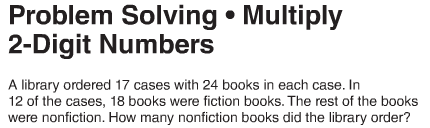 Problem Solving • Multiply
2-Digit Numbers
A library ordered 17 cases with 24 books in each case. In
12 of the cases, 18 books were fiction books. The rest of the books
were nonfiction. How many nonfiction books did the library order?